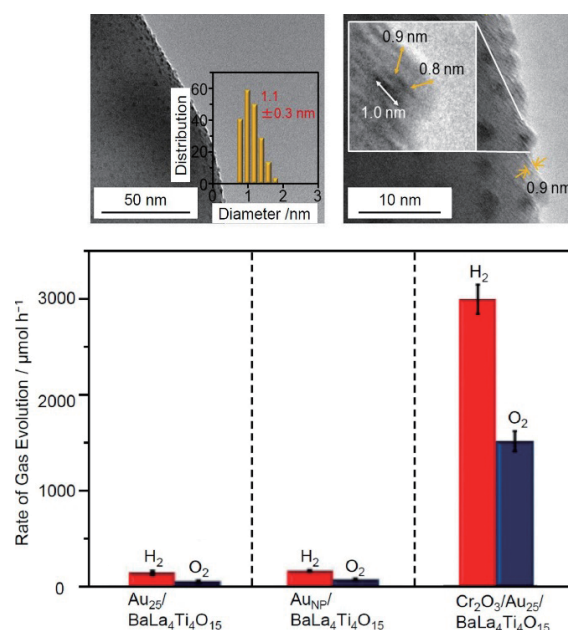 60
40
20
0
Distribution
1.1
±0.3 nm
0 1 2 3
Diameter /nm
50 nm
0.9 nm
0.8 nm
1.0 nm
0.9 nm
10 nm
Rate of Gas Evolution / μmol h⁻¹
3000
2000
1000
0
H₂
O₂
H₂
O₂
H₂
O₂
Au₂₅/
BaLa₄Ti₄O₁₅
Au_NP/
BaLa₄Ti₄O₁₅
Cr₂O₃/Au₂₅/
BaLa₄Ti₄O₁₅